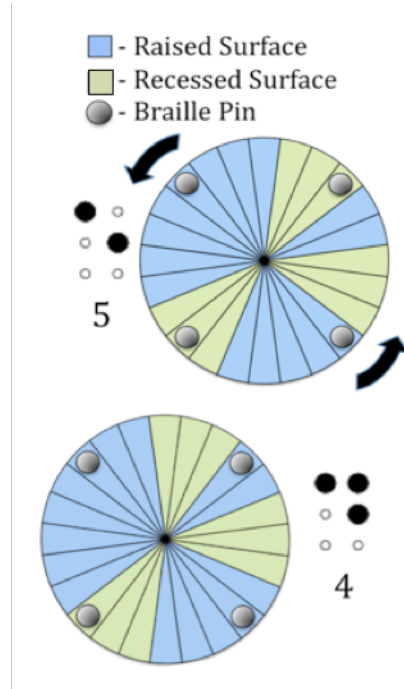 - Raised Surface
- Recessed Surface
- Braille Pin
5
4